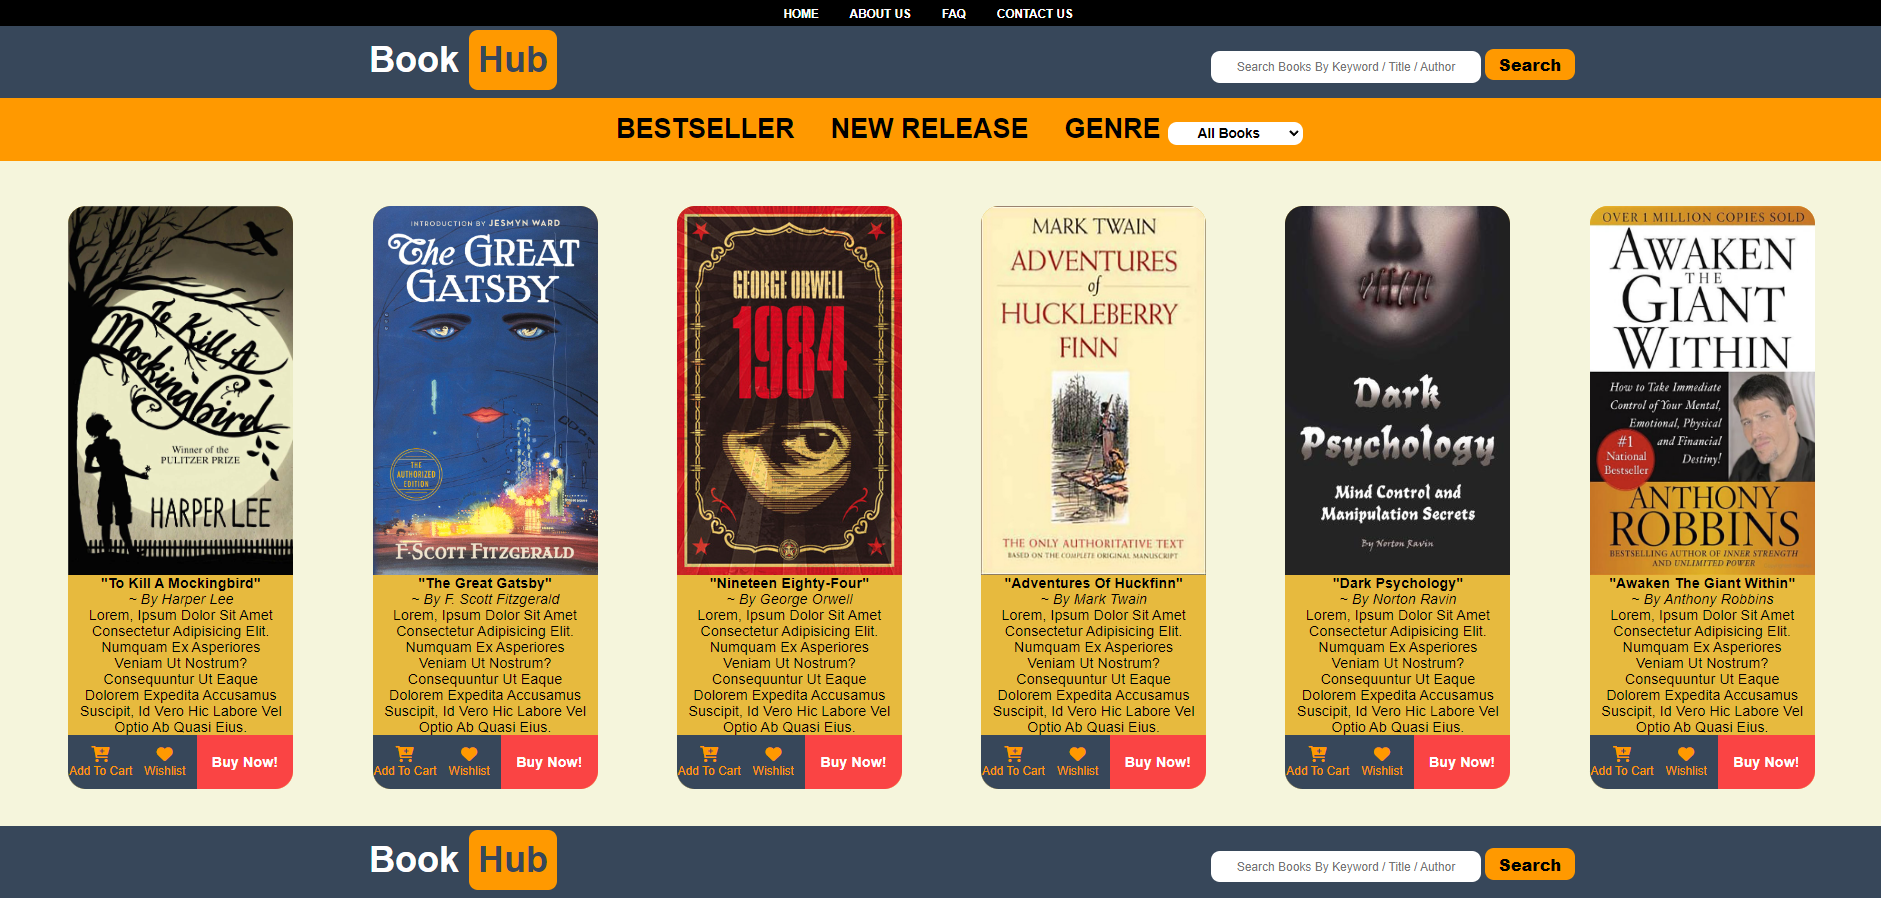 HOME ABOUT US FAQ CONTACT US
Book Hub
Search Books By Keyword / Title / Author Search
BESTSELLER NEW RELEASE GENRE All Books
To Kill A
Mockingbird
Winner of the
PULITZER PRIZE
HARPER LEE
"To Kill A Mockingbird"
~ By Harper Lee
Lorem, Ipsum Dolor Sit Amet
Consectetur Adipisicing Elit.
Numquam Ex Asperiores
Veniam Ut Nostrum?
Consequuntur Ut Eaque
Dolorem Expedita Accusamus
Suscipit, Id Vero Hic Labore Vel
Optio Ab Quasi Eius.
Add To Cart Wishlist Buy Now!
INTRODUCTION BY JESMYN WARD
The GREAT
GATSBY
THE
AUTHORIZED
EDITION
F. SCOTT FITZGERALD
"The Great Gatsby"
~ By F. Scott Fitzgerald
Lorem, Ipsum Dolor Sit Amet
Consectetur Adipisicing Elit.
Numquam Ex Asperiores
Veniam Ut Nostrum?
Consequuntur Ut Eaque
Dolorem Expedita Accusamus
Suscipit, Id Vero Hic Labore Vel
Optio Ab Quasi Eius.
Add To Cart Wishlist Buy Now!
GEORGE ORWELL
1984
"Nineteen Eighty-Four"
~ By George Orwell
Lorem, Ipsum Dolor Sit Amet
Consectetur Adipisicing Elit.
Numquam Ex Asperiores
Veniam Ut Nostrum?
Consequuntur Ut Eaque
Dolorem Expedita Accusamus
Suscipit, Id Vero Hic Labore Vel
Optio Ab Quasi Eius.
Add To Cart Wishlist Buy Now!
MARK TWAIN
ADVENTURES
of
HUCKLEBERRY
FINN
THE ONLY AUTHORITATIVE TEXT
BASED ON THE COMPLETE ORIGINAL MANUSCRIPT
"Adventures Of Huckfinn"
~ By Mark Twain
Lorem, Ipsum Dolor Sit Amet
Consectetur Adipisicing Elit.
Numquam Ex Asperiores
Veniam Ut Nostrum?
Consequuntur Ut Eaque
Dolorem Expedita Accusamus
Suscipit, Id Vero Hic Labore Vel
Optio Ab Quasi Eius.
Add To Cart Wishlist Buy Now!
Dark
Psychology
Mind Control and
Manipulation Secrets
By Norton Ravin
"Dark Psychology"
~ By Norton Ravin
Lorem, Ipsum Dolor Sit Amet
Consectetur Adipisicing Elit.
Numquam Ex Asperiores
Veniam Ut Nostrum?
Consequuntur Ut Eaque
Dolorem Expedita Accusamus
Suscipit, Id Vero Hic Labore Vel
Optio Ab Quasi Eius.
Add To Cart Wishlist Buy Now!
OVER 1 MILLION COPIES SOLD
AWAKEN
THE
GIANT
WITHIN
How to Take Immediate
Control of Your Mental,
Emotional, Physical
and Financial
Destiny!
#1
National
Bestseller
ANTHONY
ROBBINS
BESTSELLING AUTHOR OF INNER STRENGTH
AND UNLIMITED POWER
"Awaken The Giant Within"
~ By Anthony Robbins
Lorem, Ipsum Dolor Sit Amet
Consectetur Adipisicing Elit.
Numquam Ex Asperiores
Veniam Ut Nostrum?
Consequuntur Ut Eaque
Dolorem Expedita Accusamus
Suscipit, Id Vero Hic Labore Vel
Optio Ab Quasi Eius.
Add To Cart Wishlist Buy Now!
Book Hub
Search Books By Keyword / Title / Author Search